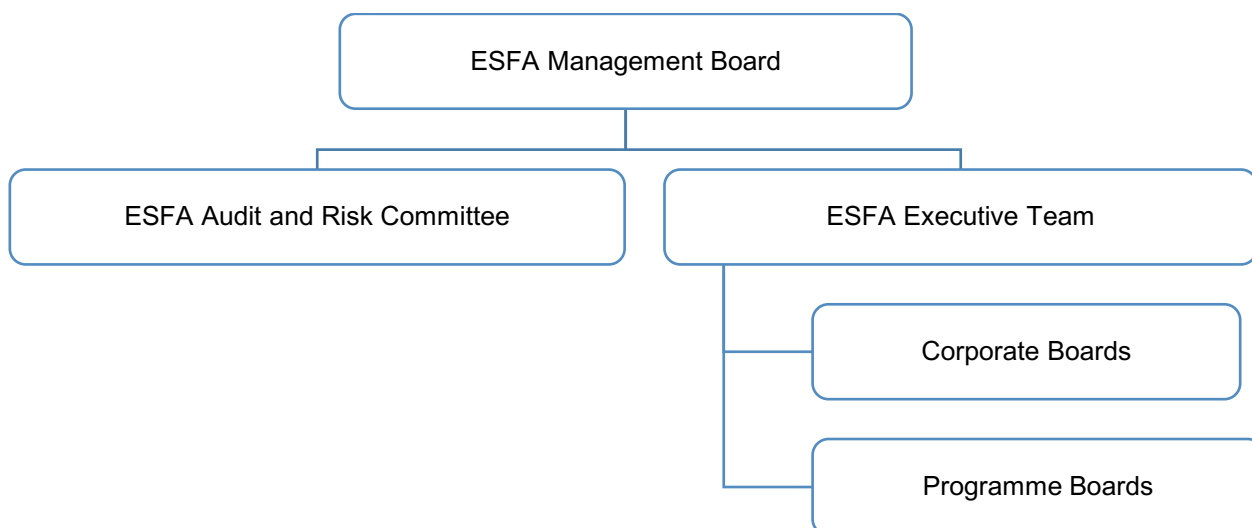 ESFA Management Board
ESFA Audit and Risk Committee
ESFA Executive Team
Corporate Boards
Programme Boards